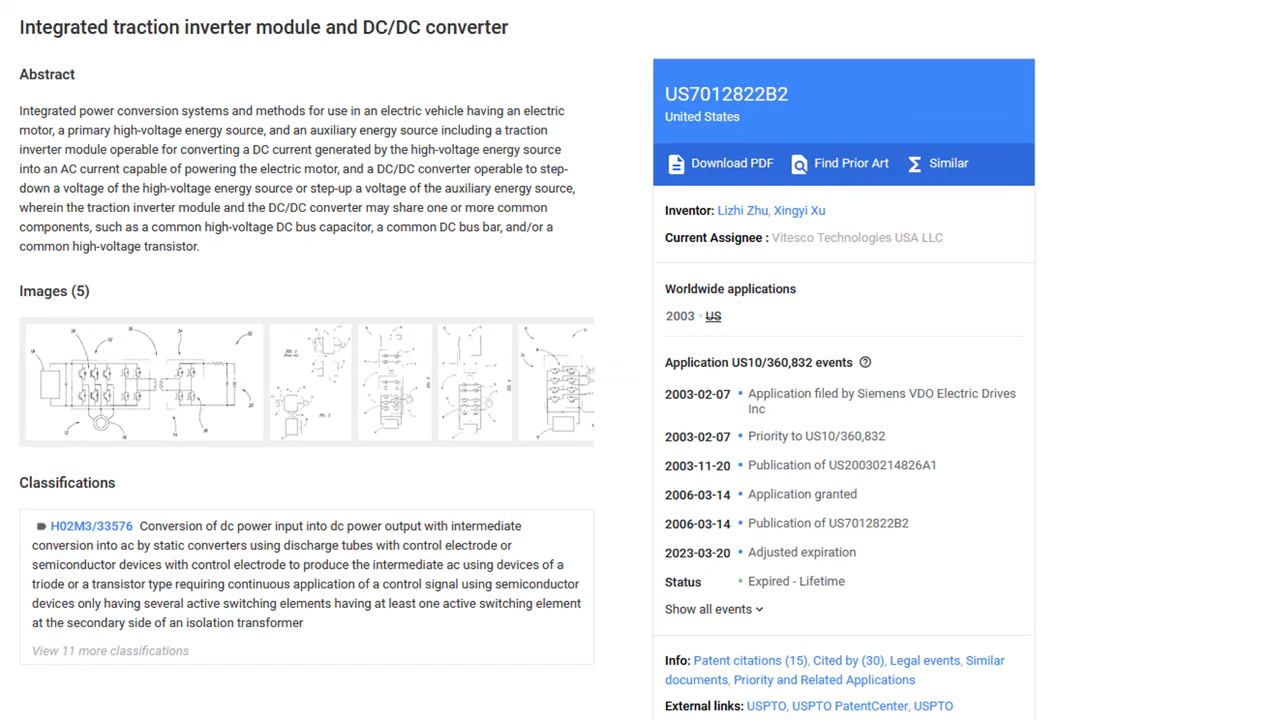 Integrated traction inverter module and DC/DC converter
Abstract
Integrated power conversion systems and methods for use in an electric vehicle having an electric
motor, a primary high-voltage energy source, and an auxiliary energy source including a traction
inverter module operable for converting a DC current generated by the high-voltage energy source
into an AC current capable of powering the electric motor, and a DC/DC converter operable to step-
down a voltage of the high-voltage energy source or step-up a voltage of the auxiliary energy source,
wherein the traction inverter module and the DC/DC converter may share one or more common
components, such as a common high-voltage DC bus capacitor, a common DC bus bar, and/or a
common high-voltage transistor.
Images (5)
Classifications
H02M3/33576 Conversion of dc power input into dc power output with intermediate
conversion into ac by static converters using discharge tubes with control electrode or
semiconductor devices with control electrode to produce the intermediate ac using devices of a
triode or a transistor type requiring continuous application of a control signal using semiconductor
devices only having several active switching elements having at least one active switching element
at the secondary side of an isolation transformer
View 11 more classifications
US7012822B2
United States
Download PDF Find Prior Art Similar
Inventor: Lizhi Zhu, Xingyi Xu
Current Assignee : Vitesco Technologies USA LLC
Worldwide applications
2003 • US
Application US10/360,832 events
2003-02-07 • Application filed by Siemens VDO Electric Drives
Inc
2003-02-07 • Priority to US10/360,832
2003-11-20 • Publication of US20030214826A1
2006-03-14 • Application granted
2006-03-14 • Publication of US7012822B2
2023-03-20 • Adjusted expiration
Status • Expired - Lifetime
Show all events
Info: Patent citations (15), Cited by (30), Legal events, Similar
documents, Priority and Related Applications
External links: USPTO, USPTO PatentCenter, USPTO